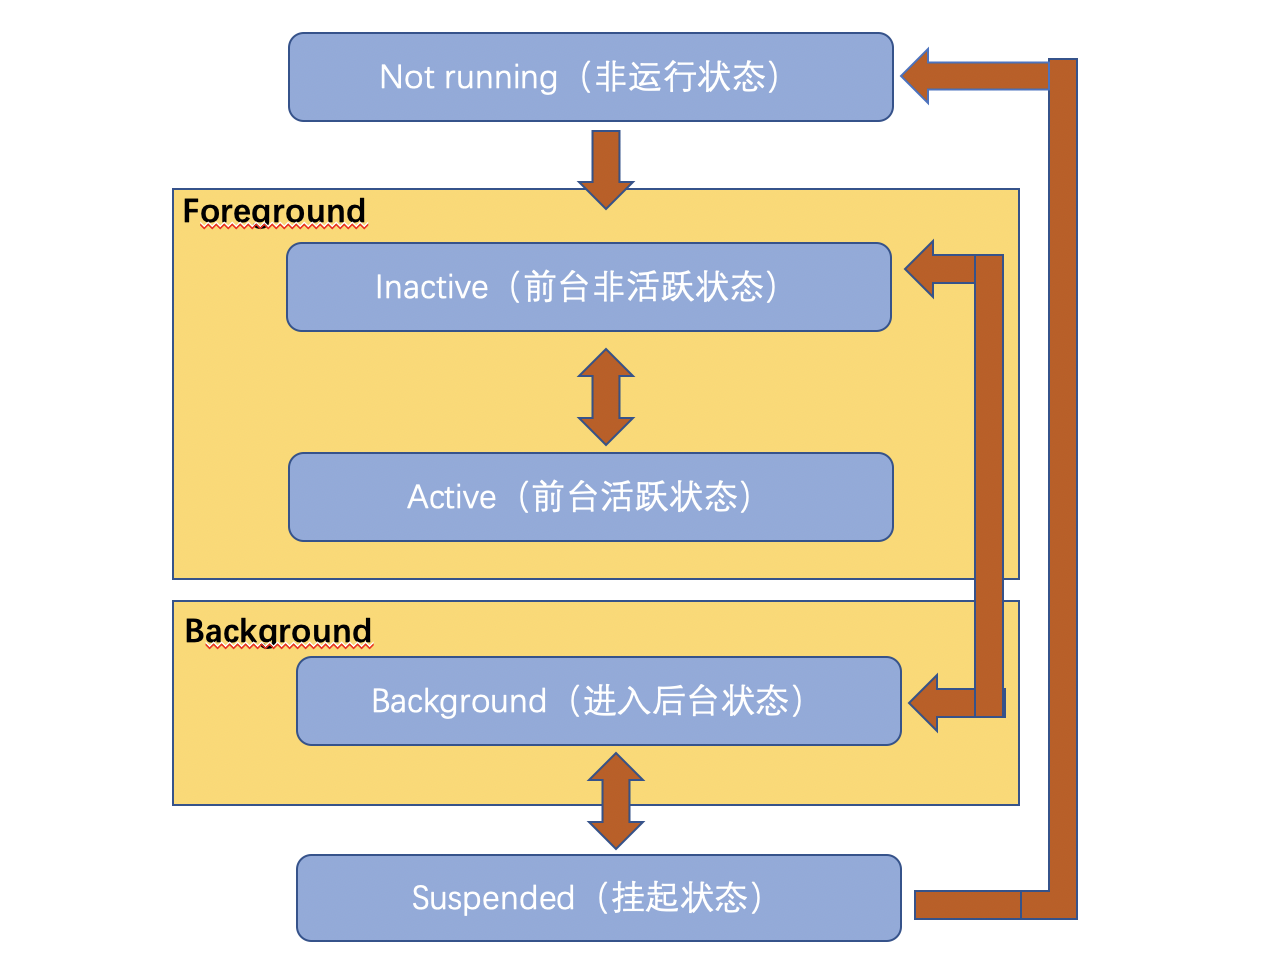 Not running（非运行状态）
Foreground
Inactive（前台非活跃状态）
Active（前台活跃状态）
Background
Background（进入后台状态）
Suspended（挂起状态）